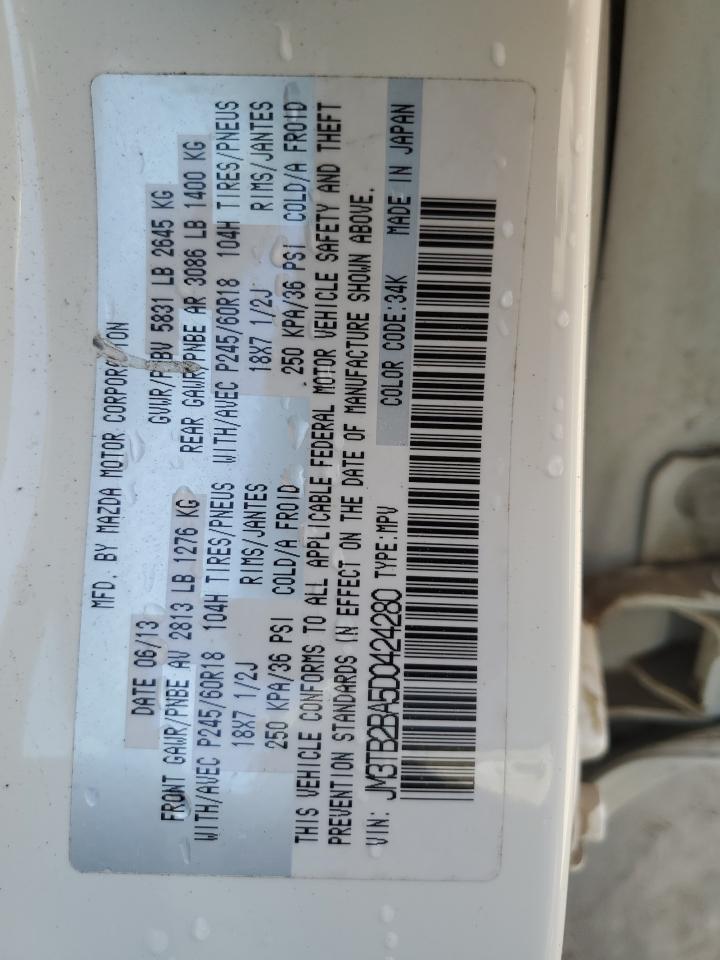 MFD. BY MAZDA MOTOR CORPORATION
DATE 06/13 GVWR/PNBV 5831 LB 2645 KG
FRONT GAWR/PNBE AV 2813 LB 1276 KG REAR GAWR/PNBE AR 3086 LB 1400 KG
WITH/AVEC P245/60R18 104H TIRES/PNEUS WITH/AVEC P245/60R18 104H TIRES/PNEUS
18X7 1/2J RIMS/JANTES 18X7 1/2J RIMS/JANTES
250 KPA/36 PSI COLD/A FROID 250 KPA/36 PSI COLD/A FROID
THIS VEHICLE CONFORMS TO ALL APPLICABLE FEDERAL MOTOR VEHICLE SAFETY AND THEFT
PREVENTION STANDARDS IN EFFECT ON THE DATE OF MANUFACTURE SHOWN ABOVE.
VIN: JM3TB2BA5D0424280 TYPE:MPV COLOR CODE:34K MADE IN JAPAN